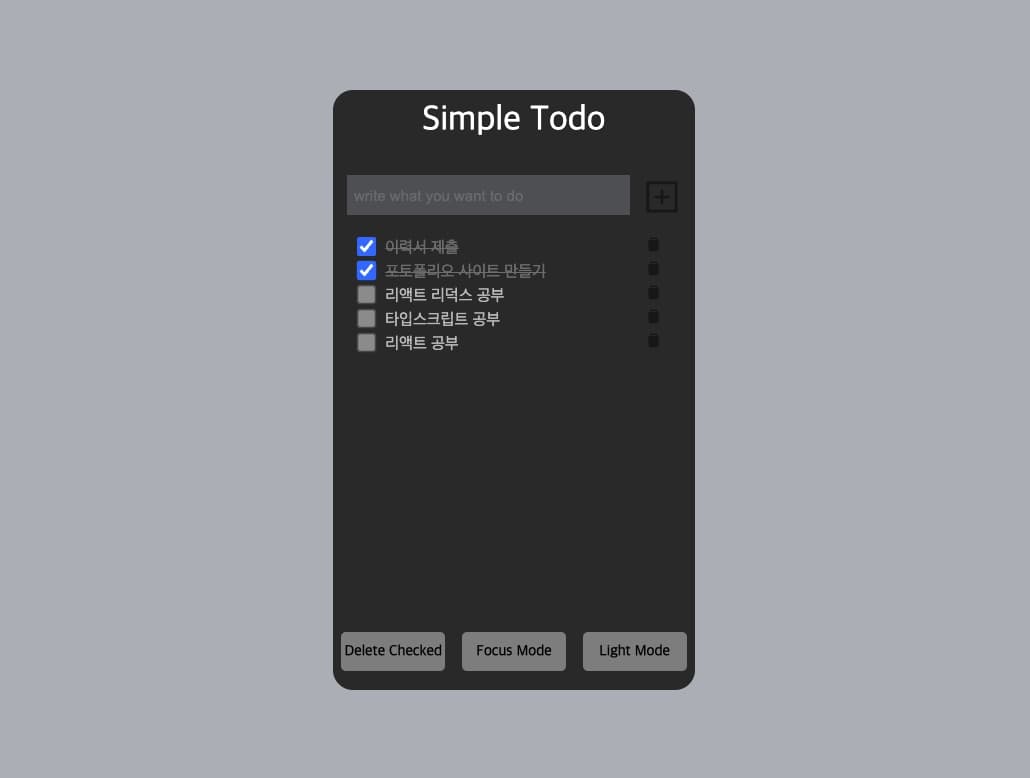 Simple Todo
write what you want to do
이력서 제출
포토폴리오 사이트 만들기
리액트 리덕스 공부
타입스크립트 공부
리액트 공부
Delete Checked Focus Mode Light Mode